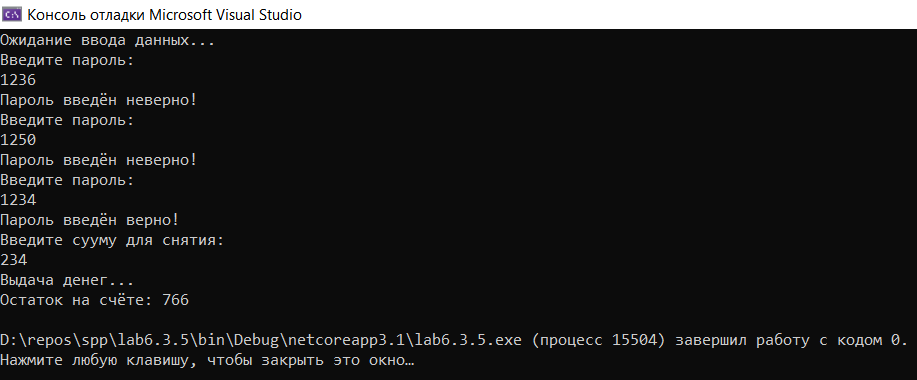 Консоль отладки Microsoft Visual Studio
Ожидание ввода данных...
Введите пароль:
1236
Пароль введён неверно!
Введите пароль:
1250
Пароль введён неверно!
Введите пароль:
1234
Пароль введён верно!
Введите сууму для снятия:
234
Выдача денег...
Остаток на счёте: 766
D:\repos\spp\lab6.3.5\bin\Debug\netcoreapp3.1\lab6.3.5.exe (процесс 15504) завершил работу с кодом 0.
Нажмите любую клавишу, чтобы закрыть это окно…